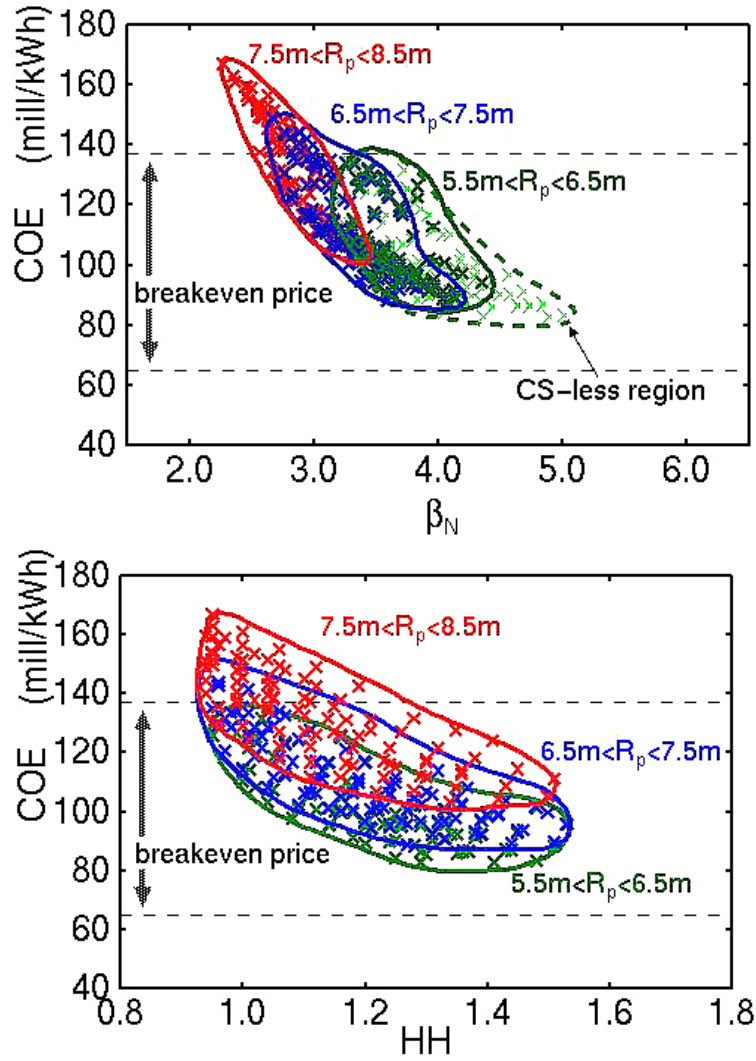 180
160
140
120
100
80
60
40
COE (mill/kWh)
7.5m<Rp<8.5m
6.5m<Rp<7.5m
5.5m<Rp<6.5m
breakeven price
CS-less region
2.0 3.0 4.0 5.0 6.0
βN
180
160
140
120
100
80
60
40
COE (mill/kWh)
7.5m<Rp<8.5m
6.5m<Rp<7.5m
breakeven price
5.5m<Rp<6.5m
0.8 1.0 1.2 1.4 1.6 1.8
HH